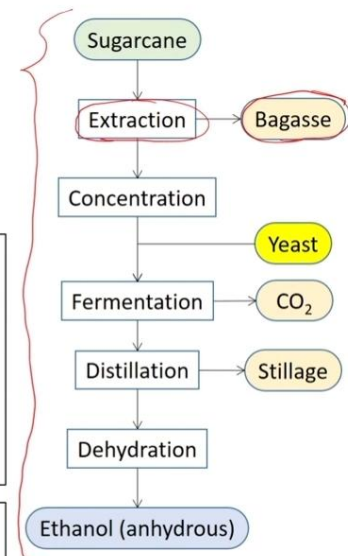 Sugarcane
Extraction
Bagasse
Concentration
Yeast
Fermentation
CO₂
Distillation
Stillage
Dehydration
Ethanol (anhydrous)